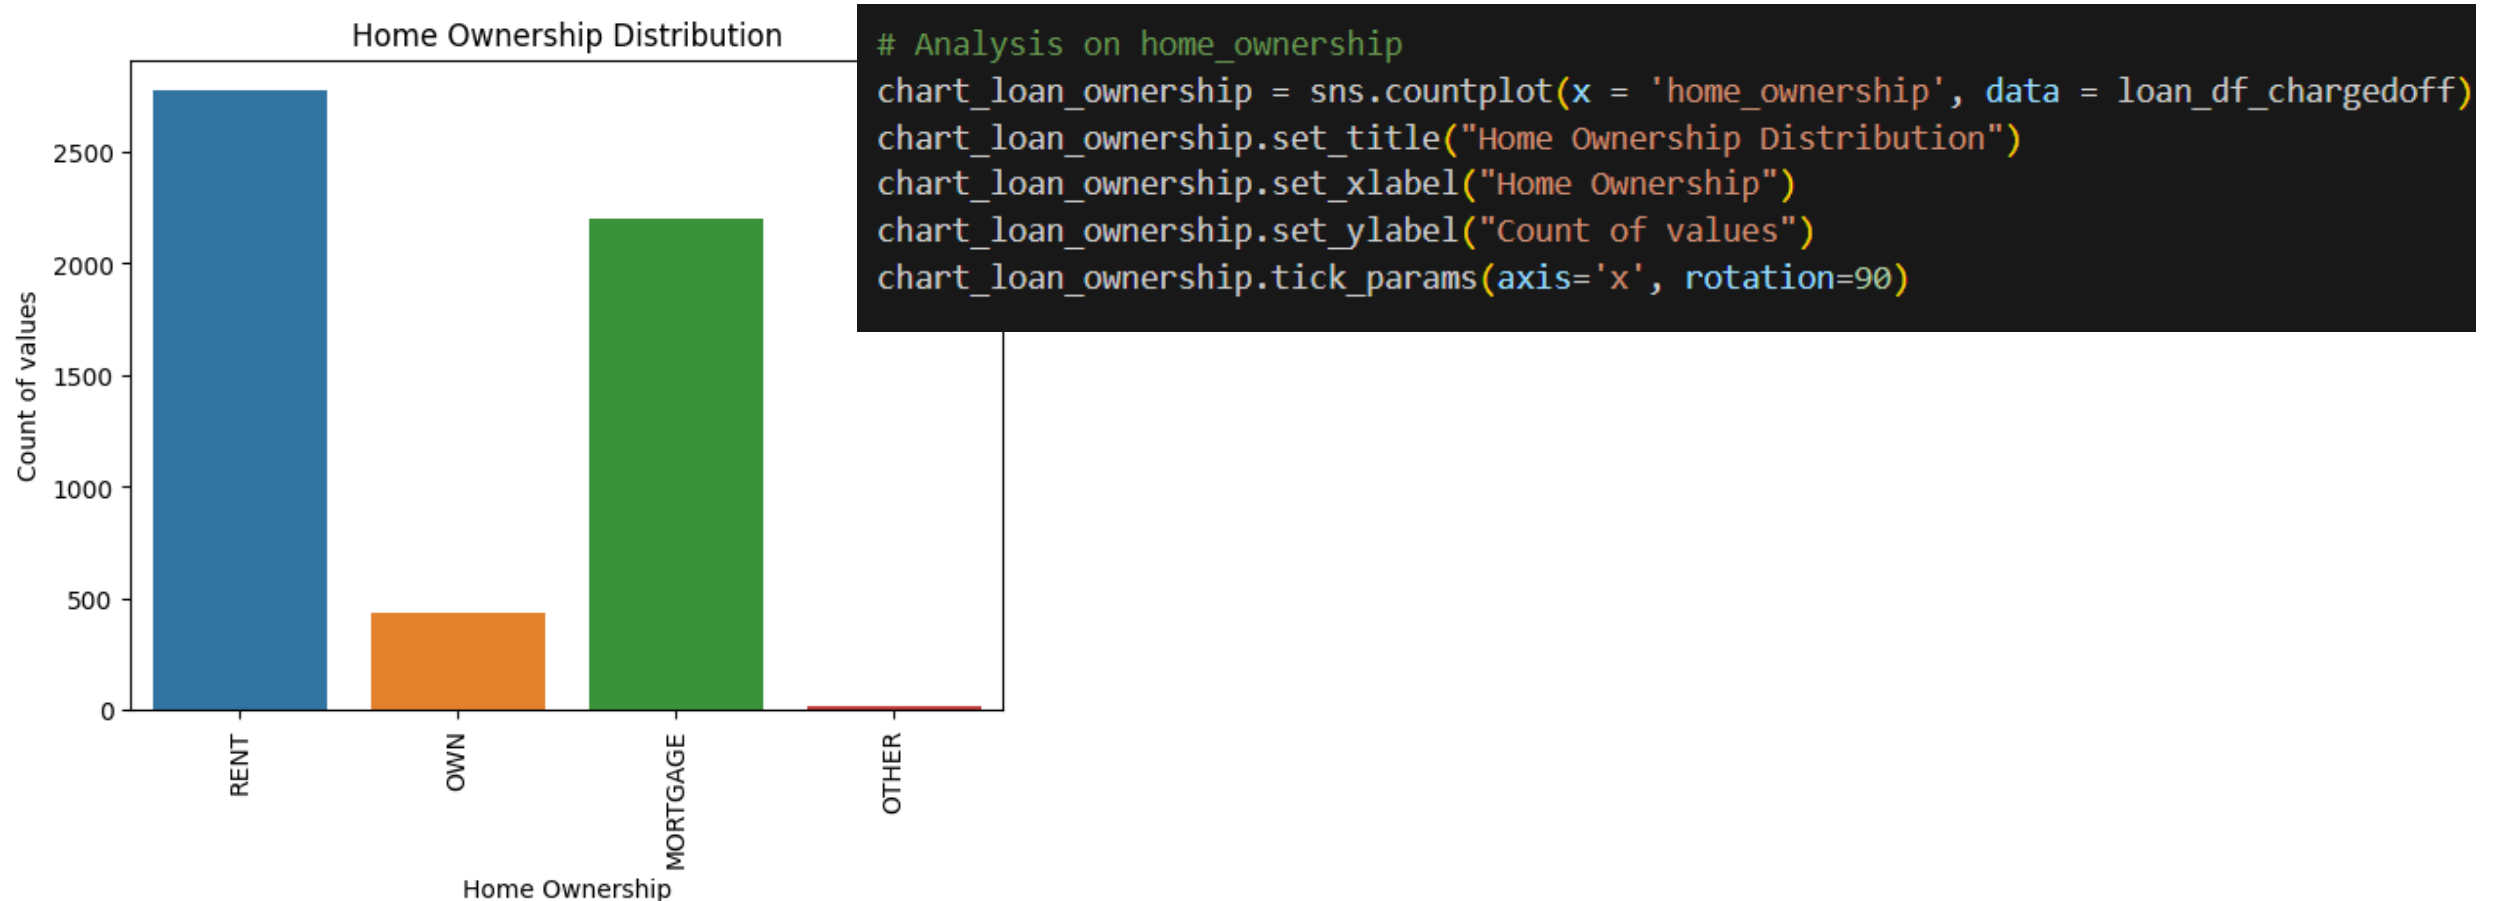 Home Ownership Distribution
Count of values
2500
2000
1500
1000
500
0
RENT
OWN
MORTGAGE
OTHER
Home Ownership
# Analysis on home_ownership
chart_loan_ownership = sns.countplot(x = 'home_ownership', data = loan_df_chargedoff)
chart_loan_ownership.set_title("Home Ownership Distribution")
chart_loan_ownership.set_xlabel("Home Ownership")
chart_loan_ownership.set_ylabel("Count of values")
chart_loan_ownership.tick_params(axis='x', rotation=90)